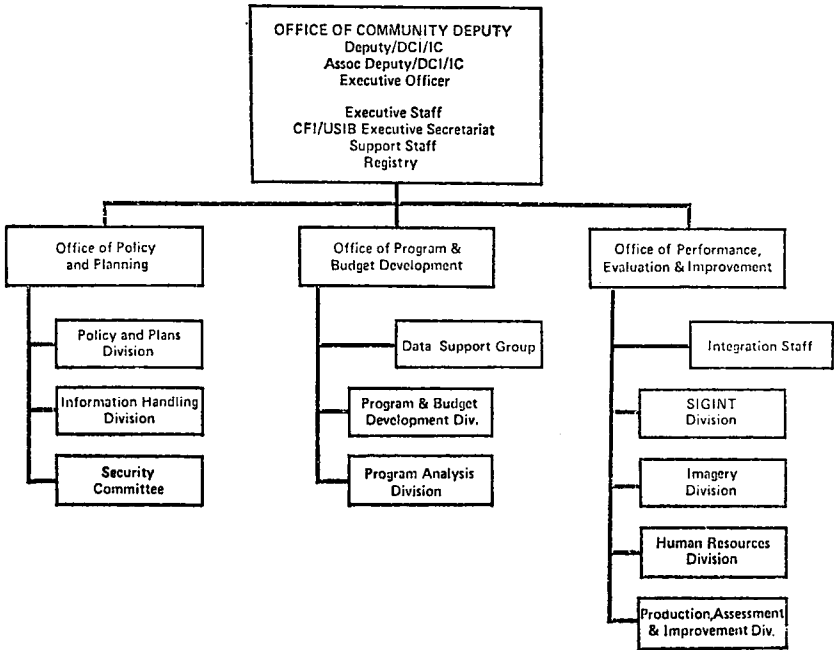 OFFICE OF COMMUNITY DEPUTY
Deputy/DCI/IC
Assoc Deputy/DCI/IC
Executive Officer
Executive Staff
CFI/USIB Executive Secretariat
Support Staff
Registry
Office of Policy
and Planning
Policy and Plans
Division
Information Handling
Division
Security
Committee
Office of Program &
Budget Development
Data Support Group
Program & Budget
Development Div.
Program Analysis
Division
Office of Performance,
Evaluation & Improvement
Integration Staff
SIGINT
Division
Imagery
Division
Human Resources
Division
Production, Assessment
& Improvement Div.